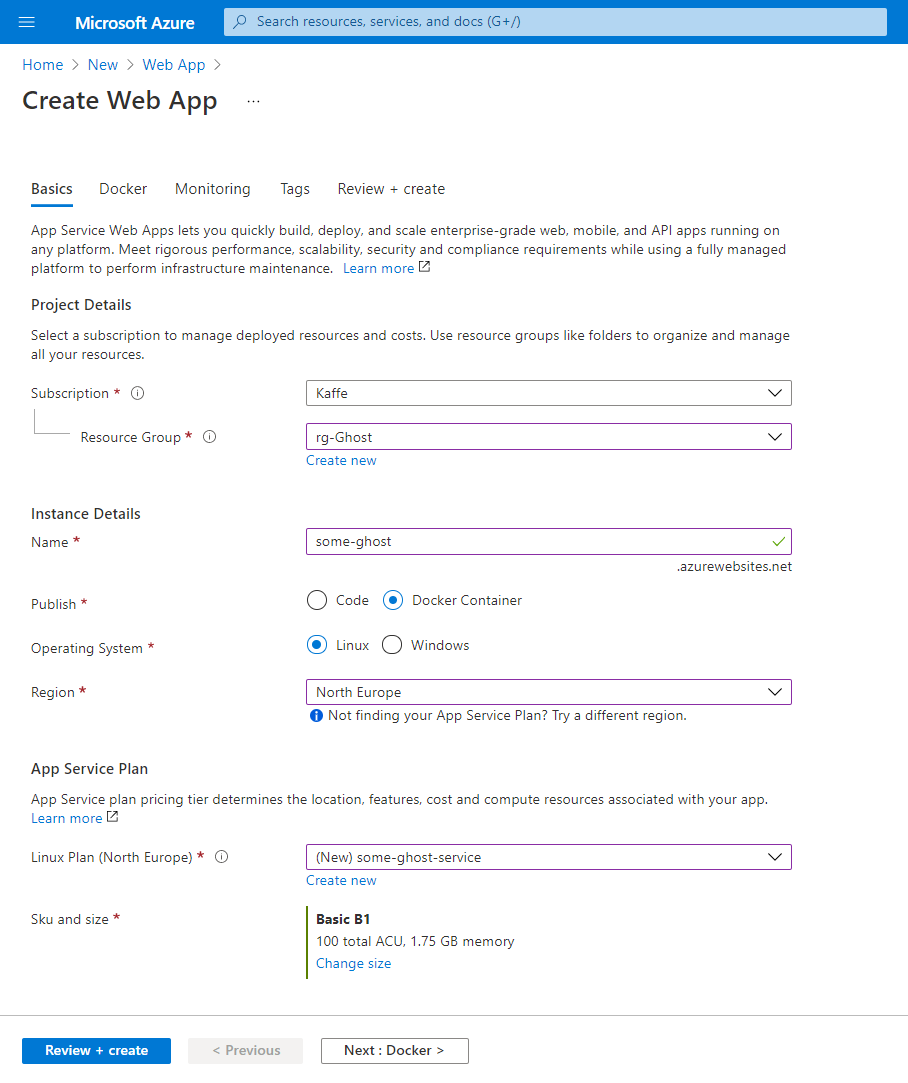 Microsoft Azure
Search resources, services, and docs (G+/)
Home > New > Web App >
Create Web App ...
Basics Docker Monitoring Tags Review + create
App Service Web Apps lets you quickly build, deploy, and scale enterprise-grade web, mobile, and API apps running on
any platform. Meet rigorous performance, scalability, security and compliance requirements while using a fully managed
platform to perform infrastructure maintenance. Learn more
Project Details
Select a subscription to manage deployed resources and costs. Use resource groups like folders to organize and manage
all your resources.
Subscription * Kaffe
Resource Group * rg-Ghost
Create new
Instance Details
Name * some-ghost
.azurewebsites.net
Publish * Code Docker Container
Operating System * Linux Windows
Region * North Europe
Not finding your App Service Plan? Try a different region.
App Service Plan
App Service plan pricing tier determines the location, features, cost and compute resources associated with your app.
Learn more
Linux Plan (North Europe) * (New) some-ghost-service
Create new
Sku and size * Basic B1
100 total ACU, 1.75 GB memory
Change size
Review + create < Previous Next : Docker >